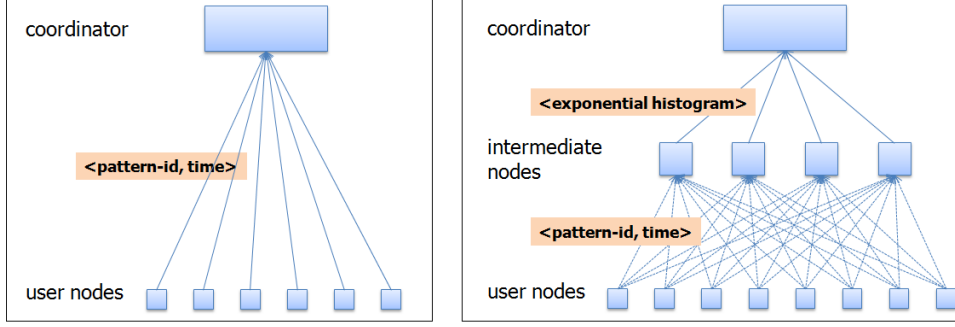 coordinator
<pattern-id, time>
user nodes
coordinator
<exponential histogram>
intermediate
nodes
<pattern-id, time>
user nodes